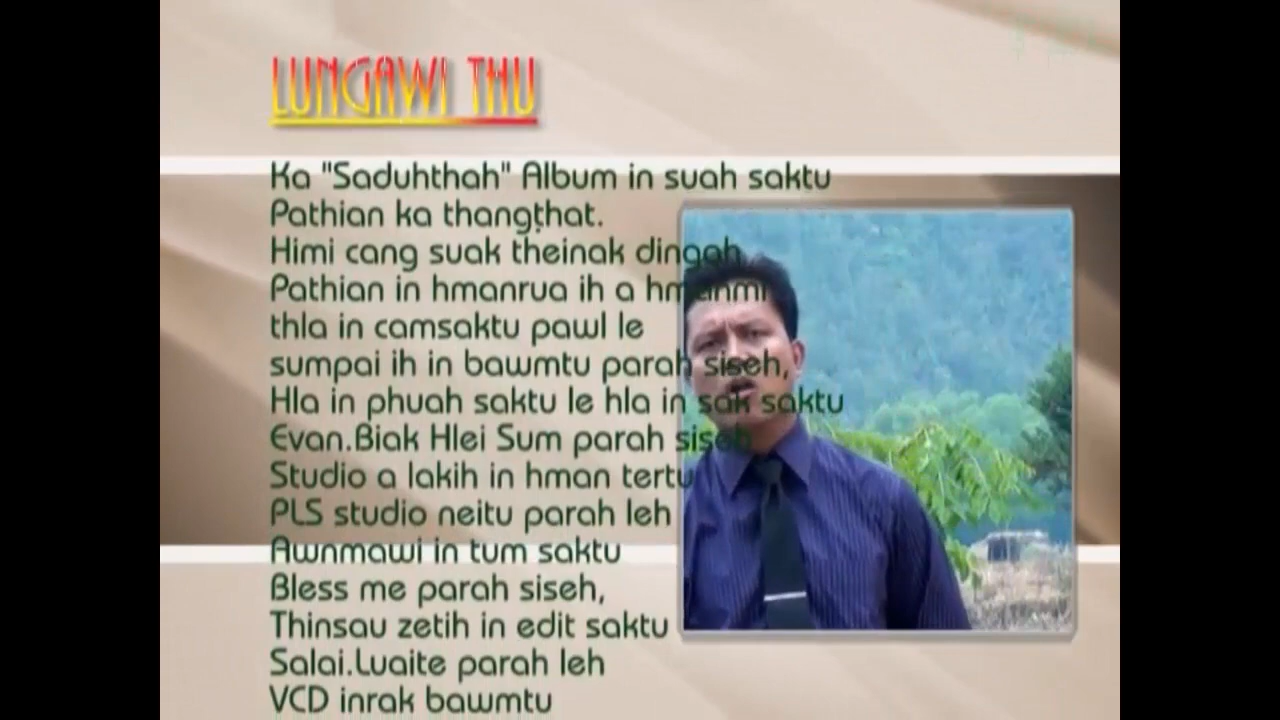 LUNGAWI THU
Ka "Saduhthah" Album in suah saktu
Pathian ka thangṭhat.
Himi cang suak theinak dingah
Pathian in hmanrua ih a hmanmi
thla in camsaktu pawl le
sumpai ih in bawmtu parah siseh,
Hla in phuah saktu le hla in sak saktu
Evan.Biak Hlei Sum parah siseh
Studio a lakih in hman tertu
PLS studio neitu parah leh
Awnmawi in tum saktu
Bless me parah siseh,
Thinsau zetih in edit saktu
Salai.Luaite parah leh
VCD inrak bawmtu